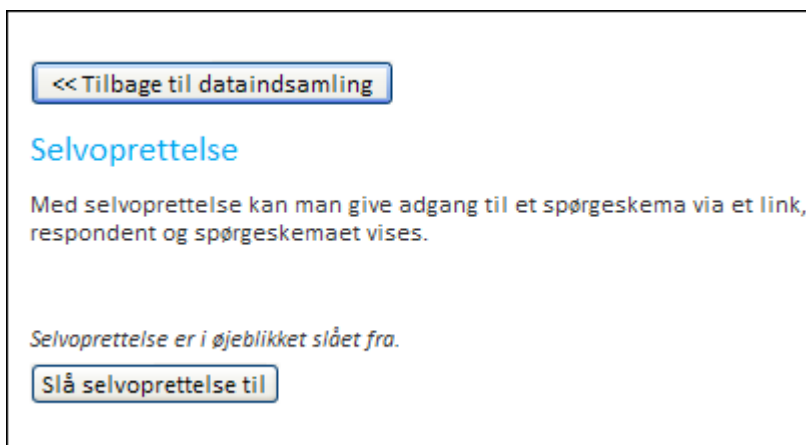 << Tilbage til dataindsamling
Selvoprettelse
Med selvoprettelse kan man give adgang til et spørgeskema via et link,
respondent og spørgeskemaet vises.
Selvoprettelse er i øjeblikket slået fra.
Slå selvoprettelse til